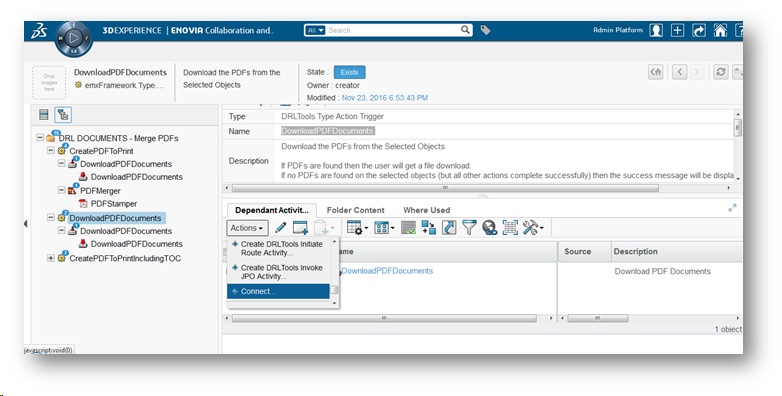 3DEXPERIENCE | ENOVIA Collaboration and..
All
Search
Admin Platform
Drop images here
DownloadPDFDocuments
emxFramework.Type....
Download the PDFs from the Selected Objects
State : Exists
Owner : creator
Modified : Nov 23, 2016 6:53:43 PM
DRL DOCUMENTS - Merge PDFs
CreatePDFToPrint
DownloadPDFDocuments
DownloadPDFDocuments
PDFMerger
PDFStamper
DownloadPDFDocuments
DownloadPDFDocuments
DownloadPDFDocuments
CreatePDFToPrintIncludingTOC
javascript:void(0)
Type DRLTools Type Action Trigger
Name DownloadPDFDocuments
Description Download the PDFs from the Selected Objects
If PDFs are found then the user will get a file download.
If no PDFs are found on the selected objects (but all other actions complete successfully) then the success message will be displa
Dependant Activit... Folder Content Where Used
Actions
Create DRLTools Initiate
Route Activity...
Create DRLTools Invoke
JPO Activity...
Connect...
ame Source Description
DownloadPDFDocuments Download PDF Documents
1 object